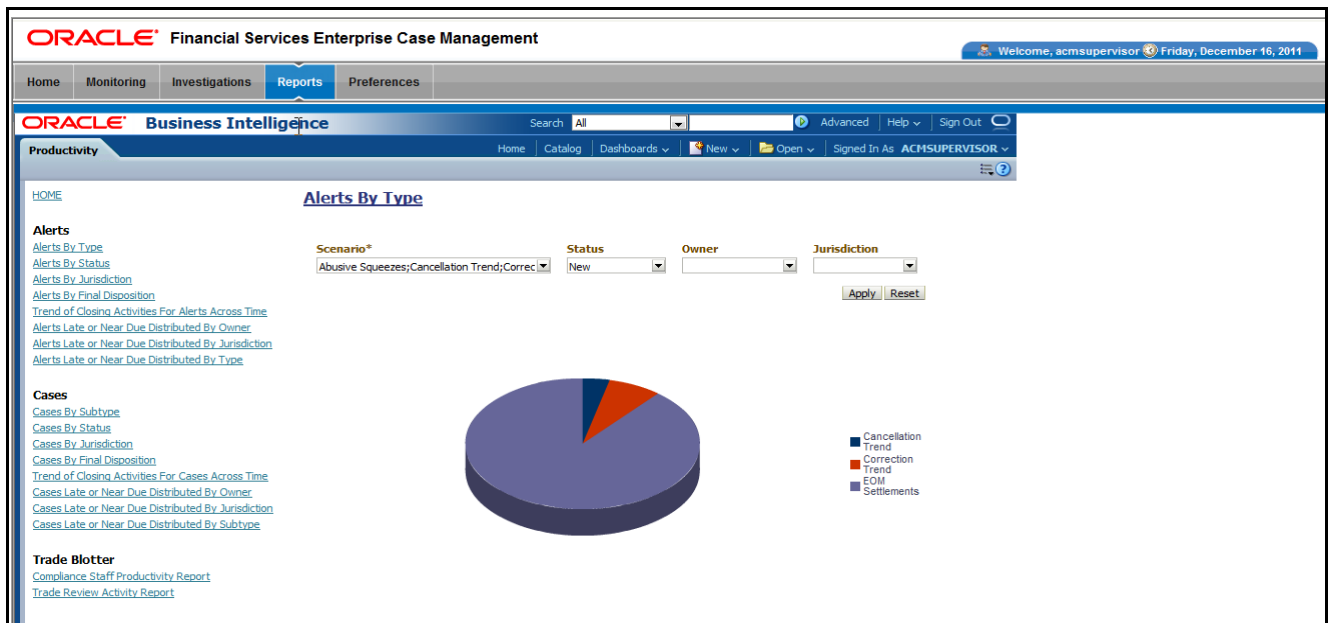 ORACLE Financial Services Enterprise Case Management
Welcome, acmsupervisor Friday, December 16, 2011
Home Monitoring Investigations Reports Preferences
ORACLE Business Intelligence
Search All Advanced Help Sign Out
Productivity
Home Catalog Dashboards New Open Signed In As ACMSUPERVISOR
HOME
Alerts
Alerts By Type
Alerts By Status
Alerts By Jurisdiction
Alerts By Final Disposition
Trend of Closing Activities For Alerts Across Time
Alerts Late or Near Due Distributed By Owner
Alerts Late or Near Due Distributed By Jurisdiction
Alerts Late or Near Due Distributed By Type
Cases
Cases By Subtype
Cases By Status
Cases By Jurisdiction
Cases By Final Disposition
Trend of Closing Activities For Cases Across Time
Cases Late or Near Due Distributed By Owner
Cases Late or Near Due Distributed By Jurisdiction
Cases Late or Near Due Distributed By Subtype
Trade Blotter
Compliance Staff Productivity Report
Trade Review Activity Report
Alerts By Type
Scenario* Status Owner Jurisdiction
Abusive Squeezes;Cancellation Trend;Correc New
Apply Reset
Cancellation
Trend
Correction
Trend
EOM
Settlements